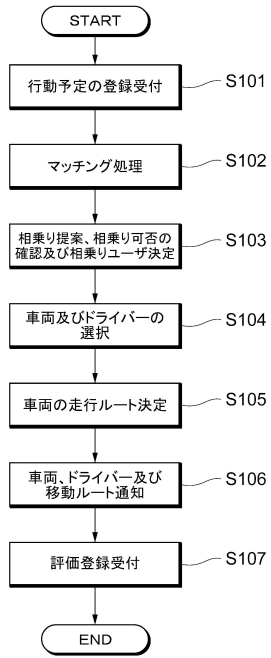 START
行動予定の登録受付
S101
マッチング処理
S102
相乗り提案、相乗り可否の
確認及び相乗りユーザ決定
S103
車両及びドライバーの
選択
S104
車両の走行ルート決定
S105
車両、ドライバー及び
移動ルート通知
S106
評価登録受付
S107
END